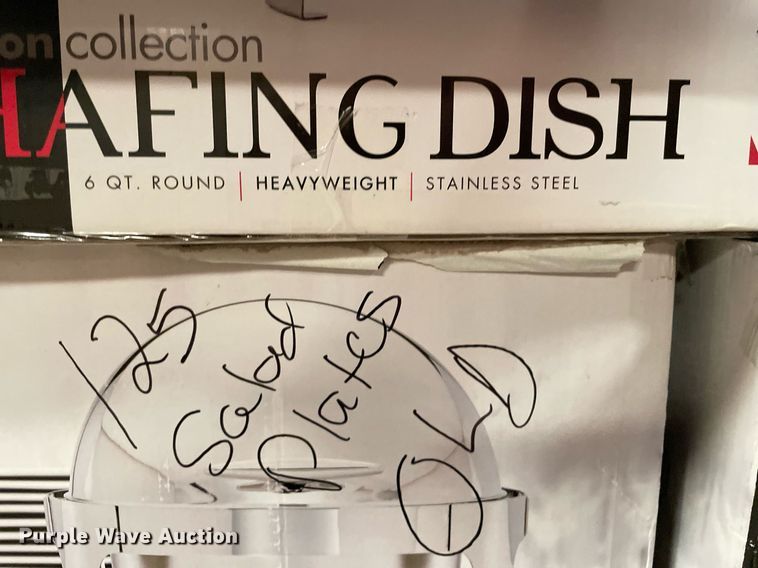 on collection
HAFING DISH
6 QT. ROUND | HEAVYWEIGHT | STAINLESS STEEL
125
Salad
Plates
OLD
Purple Wave Auction